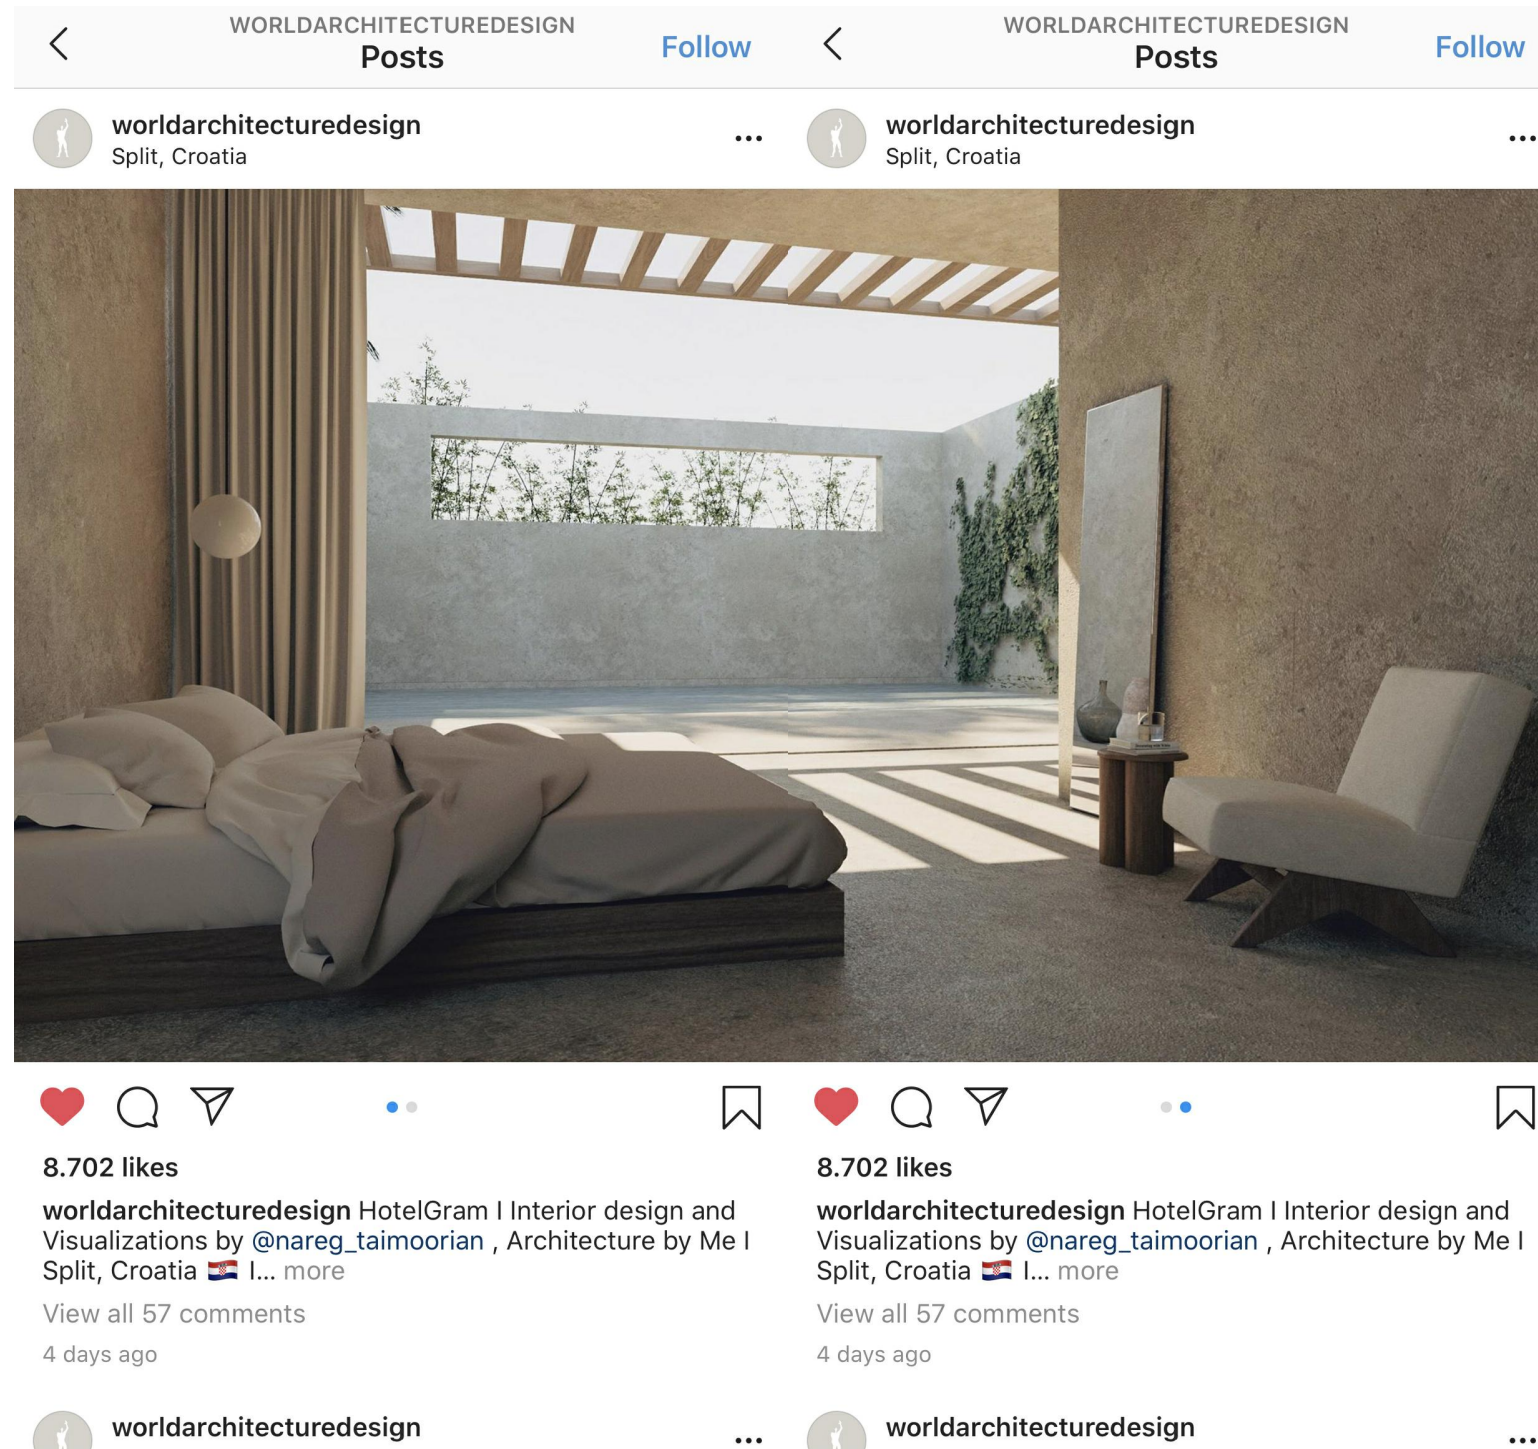 WORLDARCHITECTUREDESIGN
Posts
Follow
worldarchitecturedesign
Split, Croatia
8.702 likes
worldarchitecturedesign HotelGram I Interior design and
Visualizations by @nareg_taimoorian , Architecture by Me I
Split, Croatia 🇭🇷 I... more
View all 57 comments
4 days ago
worldarchitecturedesign
WORLDARCHITECTUREDESIGN
Posts
Follow
worldarchitecturedesign
Split, Croatia
8.702 likes
worldarchitecturedesign HotelGram I Interior design and
Visualizations by @nareg_taimoorian , Architecture by Me I
Split, Croatia 🇭🇷 I... more
View all 57 comments
4 days ago
worldarchitecturedesign